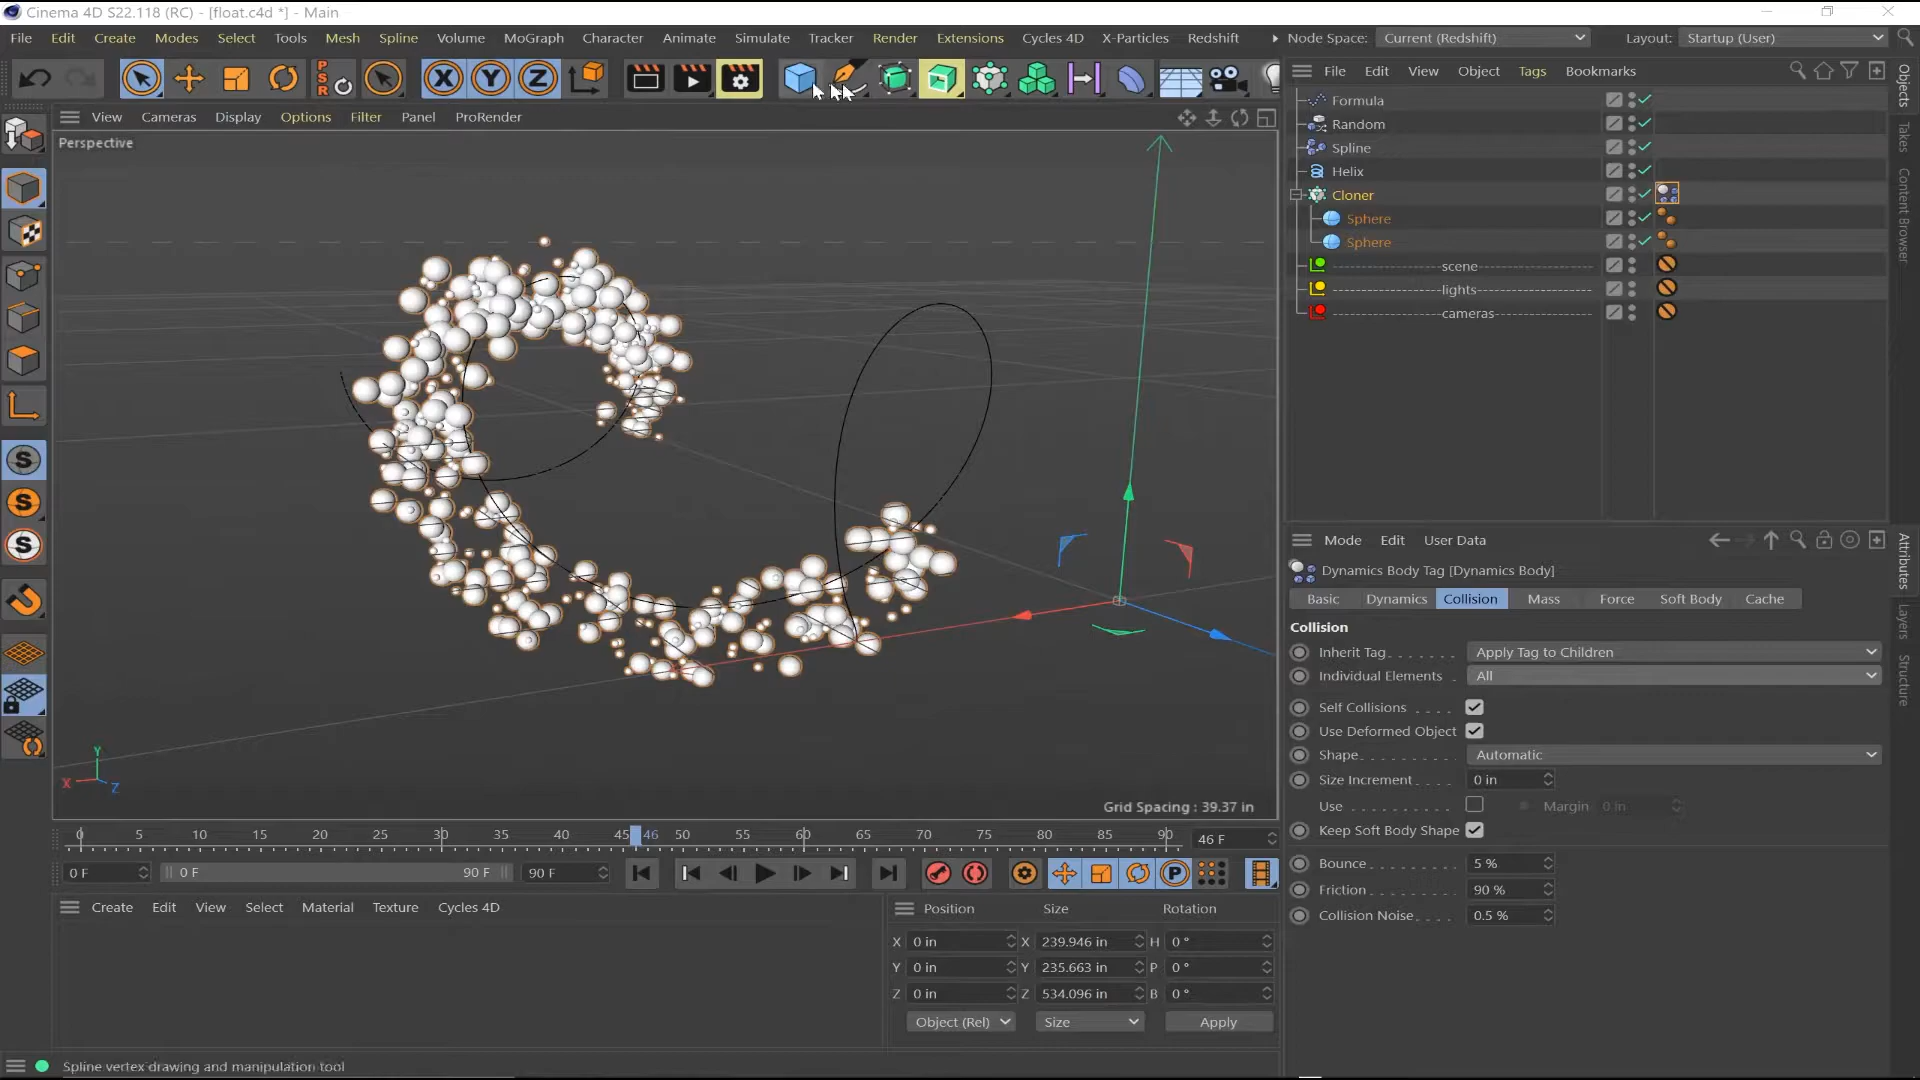 Cinema 4D S22.118 (RC) - [float.c4d *] - Main
File Edit Create Modes Select Tools Mesh Spline Volume MoGraph Character Animate Simulate Tracker Render Extensions Cycles 4D X-Particles Redshift Node Space: Current (Redshift) Layout: Startup (User)
X Y Z
P S R
File Edit View Object Tags Bookmarks
View Cameras Display Options Filter Panel ProRender
Perspective
Formula
Random
Spline
Helix
Cloner
Sphere
Sphere
scene
lights
cameras
Objects
Takes
Content Browser
S
S
S
Mode Edit User Data
Dynamics Body Tag [Dynamics Body]
Basic Dynamics Collision Mass Force Soft Body Cache
Collision
Inherit Tag Apply Tag to Children
Individual Elements All
Self Collisions
Use Deformed Object
Shape Automatic
Size Increment 0 in
Use Margin 0 in
Keep Soft Body Shape
Bounce 5 %
Friction 90 %
Collision Noise 0.5 %
Attributes
Layers
Structure
Y
X
Z
Grid Spacing : 39.37 in
0 5 10 15 20 25 30 35 40 45 46 50 55 60 65 70 75 80 85 90 46 F
0 F 0 F 90 F 90 F P
Create Edit View Select Material Texture Cycles 4D
Position Size Rotation
X 0 in X 239.946 in H 0 °
Y 0 in Y 235.663 in P 0 °
Z 0 in Z 534.096 in B 0 °
Object (Rel) Size Apply
Spline vertex drawing and manipulation tool